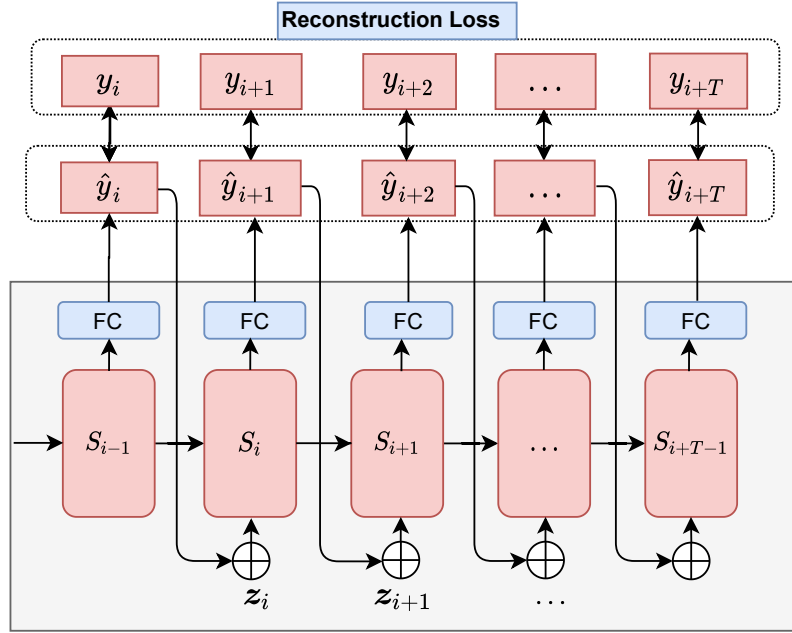 Reconstruction Loss
y_i y_{i+1} y_{i+2} ... y_{i+T}
ŷ_i ŷ_{i+1} ŷ_{i+2} ... ŷ_{i+T}
FC FC FC FC FC
S_{i-1} S_i S_{i+1} ... S_{i+T-1}
z_i z_{i+1} ...